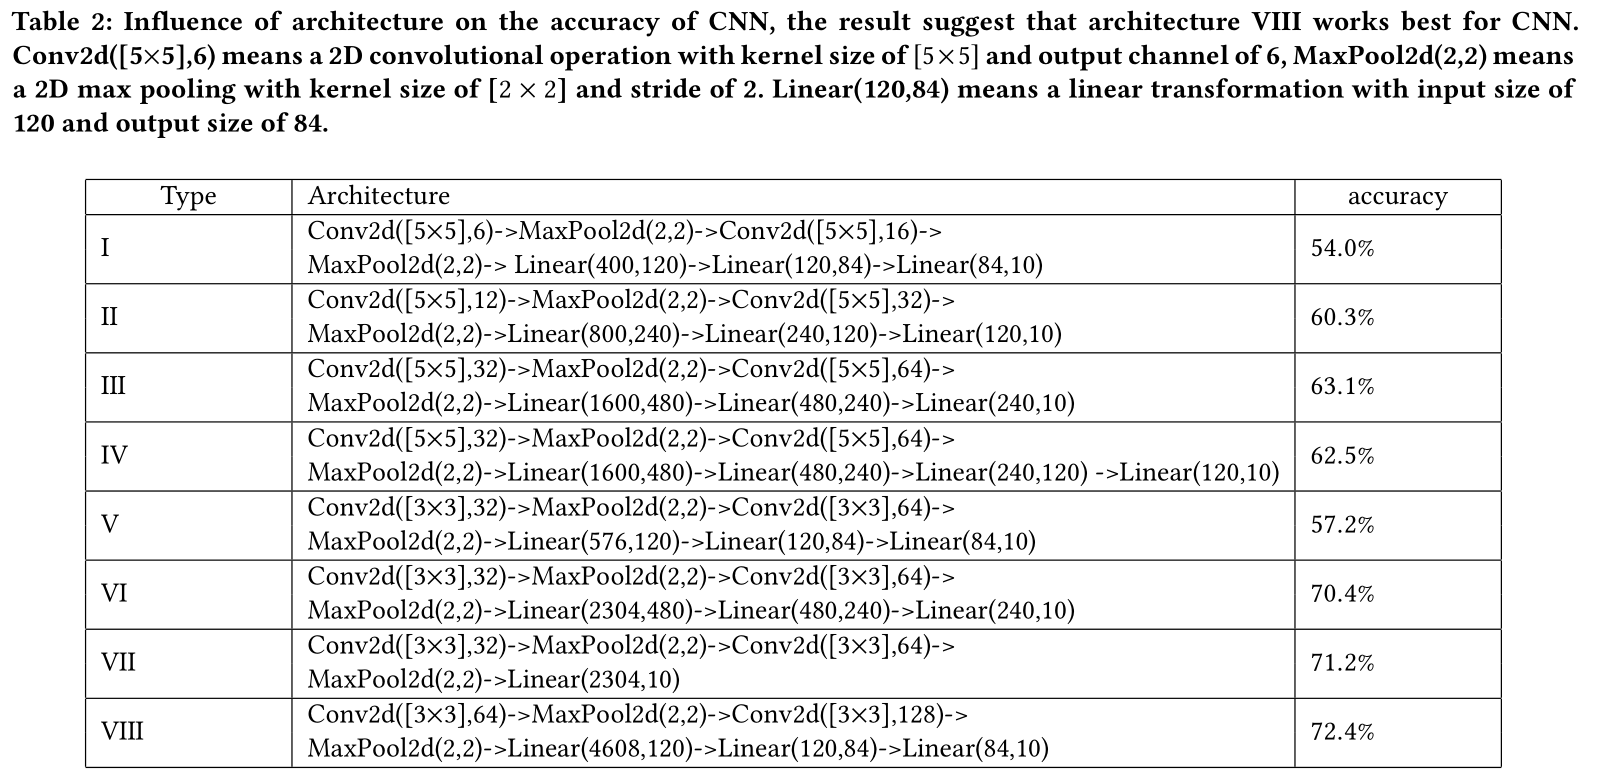 Table 2: Influence of architecture on the accuracy of CNN, the result suggest that architecture VIII works best for CNN.
Conv2d([5×5],6) means a 2D convolutional operation with kernel size of [5×5] and output channel of 6, MaxPool2d(2,2) means
a 2D max pooling with kernel size of [2 × 2] and stride of 2. Linear(120,84) means a linear transformation with input size of
120 and output size of 84.
Type Architecture accuracy
I
Conv2d([5×5],6)->MaxPool2d(2,2)->Conv2d([5×5],16)->
MaxPool2d(2,2)-> Linear(400,120)->Linear(120,84)->Linear(84,10)
54.0%
II
Conv2d([5×5],12)->MaxPool2d(2,2)->Conv2d([5×5],32)->
MaxPool2d(2,2)->Linear(800,240)->Linear(240,120)->Linear(120,10)
60.3%
III
Conv2d([5×5],32)->MaxPool2d(2,2)->Conv2d([5×5],64)->
MaxPool2d(2,2)->Linear(1600,480)->Linear(480,240)->Linear(240,10)
63.1%
IV
Conv2d([5×5],32)->MaxPool2d(2,2)->Conv2d([5×5],64)->
MaxPool2d(2,2)->Linear(1600,480)->Linear(480,240)->Linear(240,120) ->Linear(120,10)
62.5%
V
Conv2d([3×3],32)->MaxPool2d(2,2)->Conv2d([3×3],64)->
MaxPool2d(2,2)->Linear(576,120)->Linear(120,84)->Linear(84,10)
57.2%
VI
Conv2d([3×3],32)->MaxPool2d(2,2)->Conv2d([3×3],64)->
MaxPool2d(2,2)->Linear(2304,480)->Linear(480,240)->Linear(240,10)
70.4%
VII
Conv2d([3×3],32)->MaxPool2d(2,2)->Conv2d([3×3],64)->
MaxPool2d(2,2)->Linear(2304,10)
71.2%
VIII
Conv2d([3×3],64)->MaxPool2d(2,2)->Conv2d([3×3],128)->
MaxPool2d(2,2)->Linear(4608,120)->Linear(120,84)->Linear(84,10)
72.4%